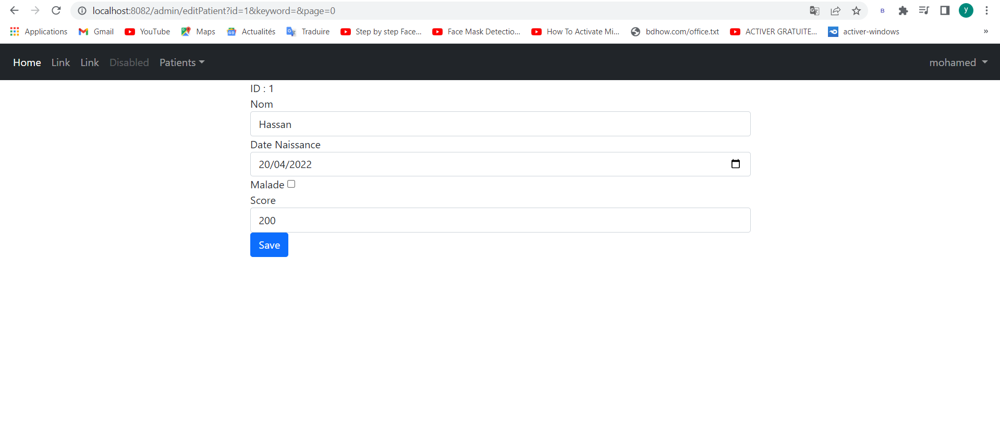 localhost:8082/admin/editPatient?id=1&keyword=&page=0 B y
Applications Gmail YouTube Maps Actualités Traduire Step by step Face... Face Mask Detectio... How To Activate Mi... bdhow.com/office.txt ACTIVER GRATUITE... activer-windows »
Home Link Link Disabled Patients mohamed
ID : 1
Nom
Hassan
Date Naissance
20/04/2022
Malade
Score
200
Save